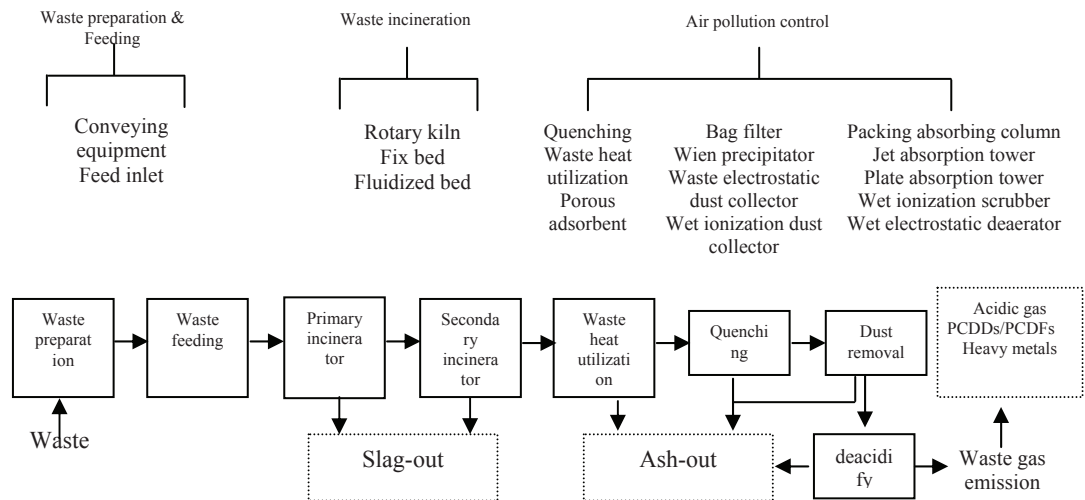 Waste preparation &
Feeding
Waste incineration
Air pollution control
Conveying
equipment
Feed inlet
Rotary kiln
Fix bed
Fluidized bed
Quenching
Waste heat
utilization
Porous
adsorbent
Bag filter
Wien precipitator
Waste electrostatic
dust collector
Wet ionization dust
collector
Packing absorbing column
Jet absorption tower
Plate absorption tower
Wet ionization scrubber
Wet electrostatic deaerator
Waste
preparat
ion
Waste
feeding
Primary
incinera
tor
Seconda
ry
incinera
tor
Waste
heat
utilizati
on
Quenchi
ng
Dust
removal
Acidic gas
PCDDs/PCDFs
Heavy metals
Waste
Slag-out
Ash-out
deacidi
fy
Waste gas
emission